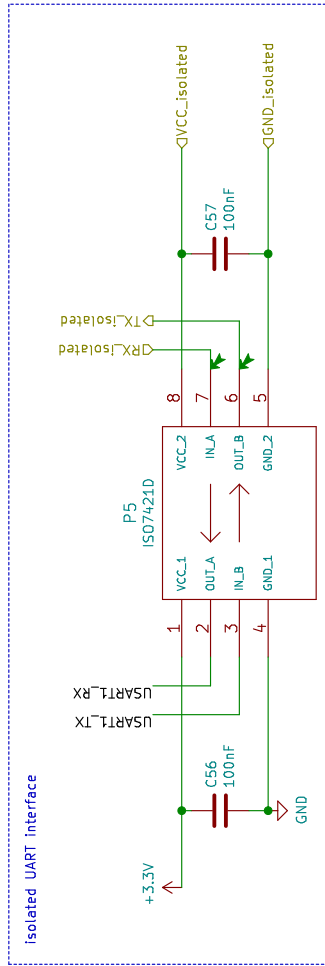 isolated UART interface
+3.3V
GND
C56
100nF
USART1_RX
USART1_TX
P5
ISO7421D
1
2
3
4
VCC_1
OUT_A
IN_B
GND_1
VCC_2
IN_A
OUT_B
GND_2
8
7
6
5
RX_isolated
TX_isolated
C57
100nF
VCC_isolated
GND_isolated